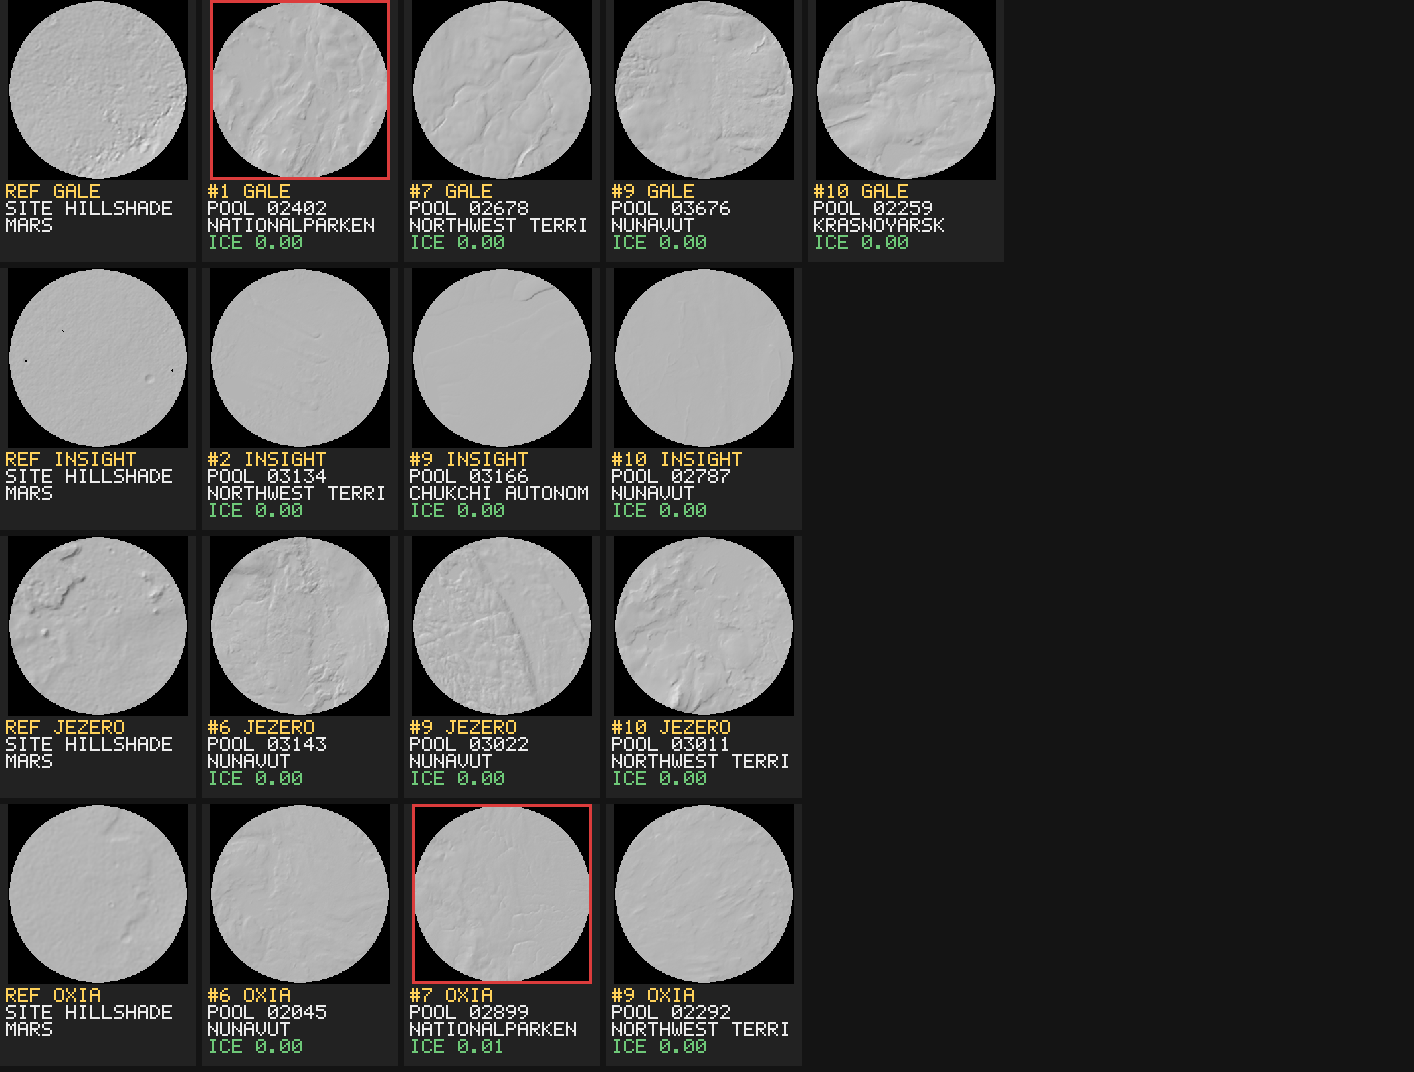 REF GALE
SITE HILLSHADE
MARS
#1 GALE
POOL 02402
NATIONALPARKEN
ICE 0.00
#7 GALE
POOL 02678
NORTHWEST TERRI
ICE 0.00
#9 GALE
POOL 03676
NUNAVUT
ICE 0.00
#10 GALE
POOL 02259
KRASNOYARSK
ICE 0.00
REF INSIGHT
SITE HILLSHADE
MARS
#2 INSIGHT
POOL 03134
NORTHWEST TERRI
ICE 0.00
#9 INSIGHT
POOL 03166
CHUKCHI AUTONOM
ICE 0.00
#10 INSIGHT
POOL 02787
NUNAVUT
ICE 0.00
REF JEZERO
SITE HILLSHADE
MARS
#6 JEZERO
POOL 03143
NUNAVUT
ICE 0.00
#9 JEZERO
POOL 03022
NUNAVUT
ICE 0.00
#10 JEZERO
POOL 03011
NORTHWEST TERRI
ICE 0.00
REF OXIA
SITE HILLSHADE
MARS
#6 OXIA
POOL 02045
NUNAVUT
ICE 0.00
#7 OXIA
POOL 02899
NATIONALPARKEN
ICE 0.01
#9 OXIA
POOL 02292
NORTHWEST TERRI
ICE 0.00